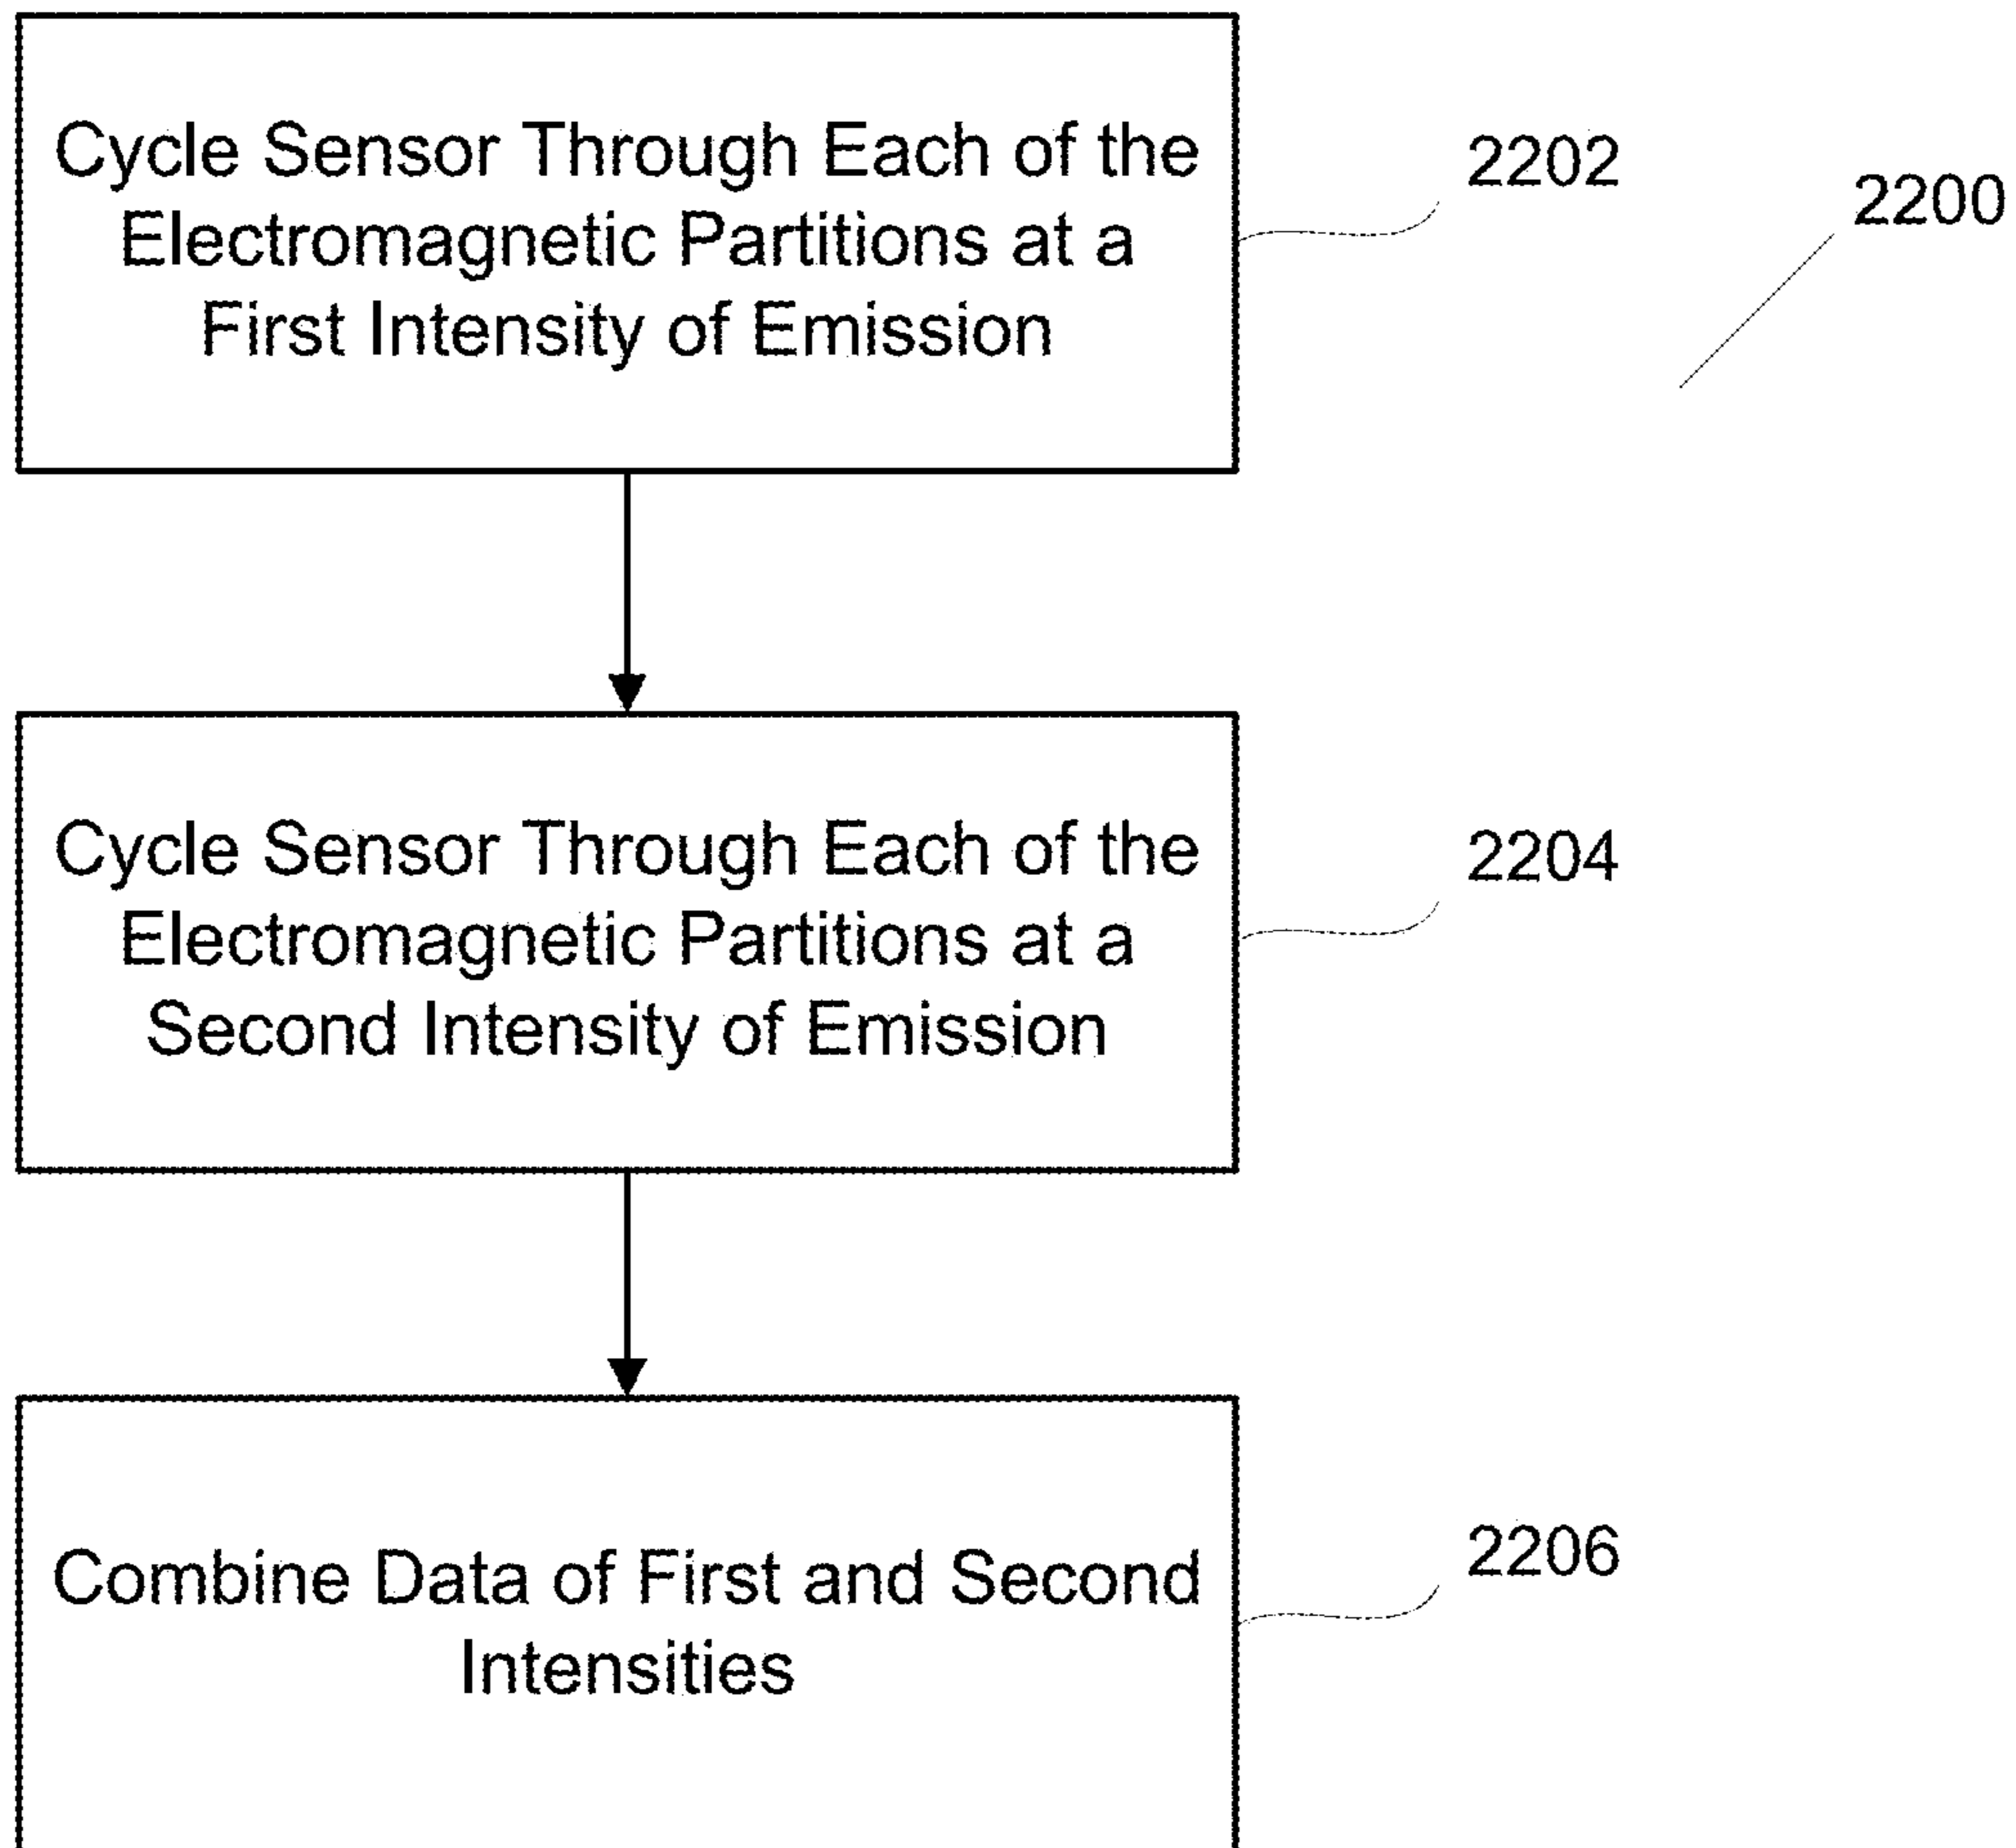 Cycle Sensor Through Each of the
Electromagnetic Partitions at a
First Intensity of Emission
2202
2200
Cycle Sensor Through Each of the
Electromagnetic Partitions at a
Second Intensity of Emission
2204
Combine Data of First and Second
Intensities
2206